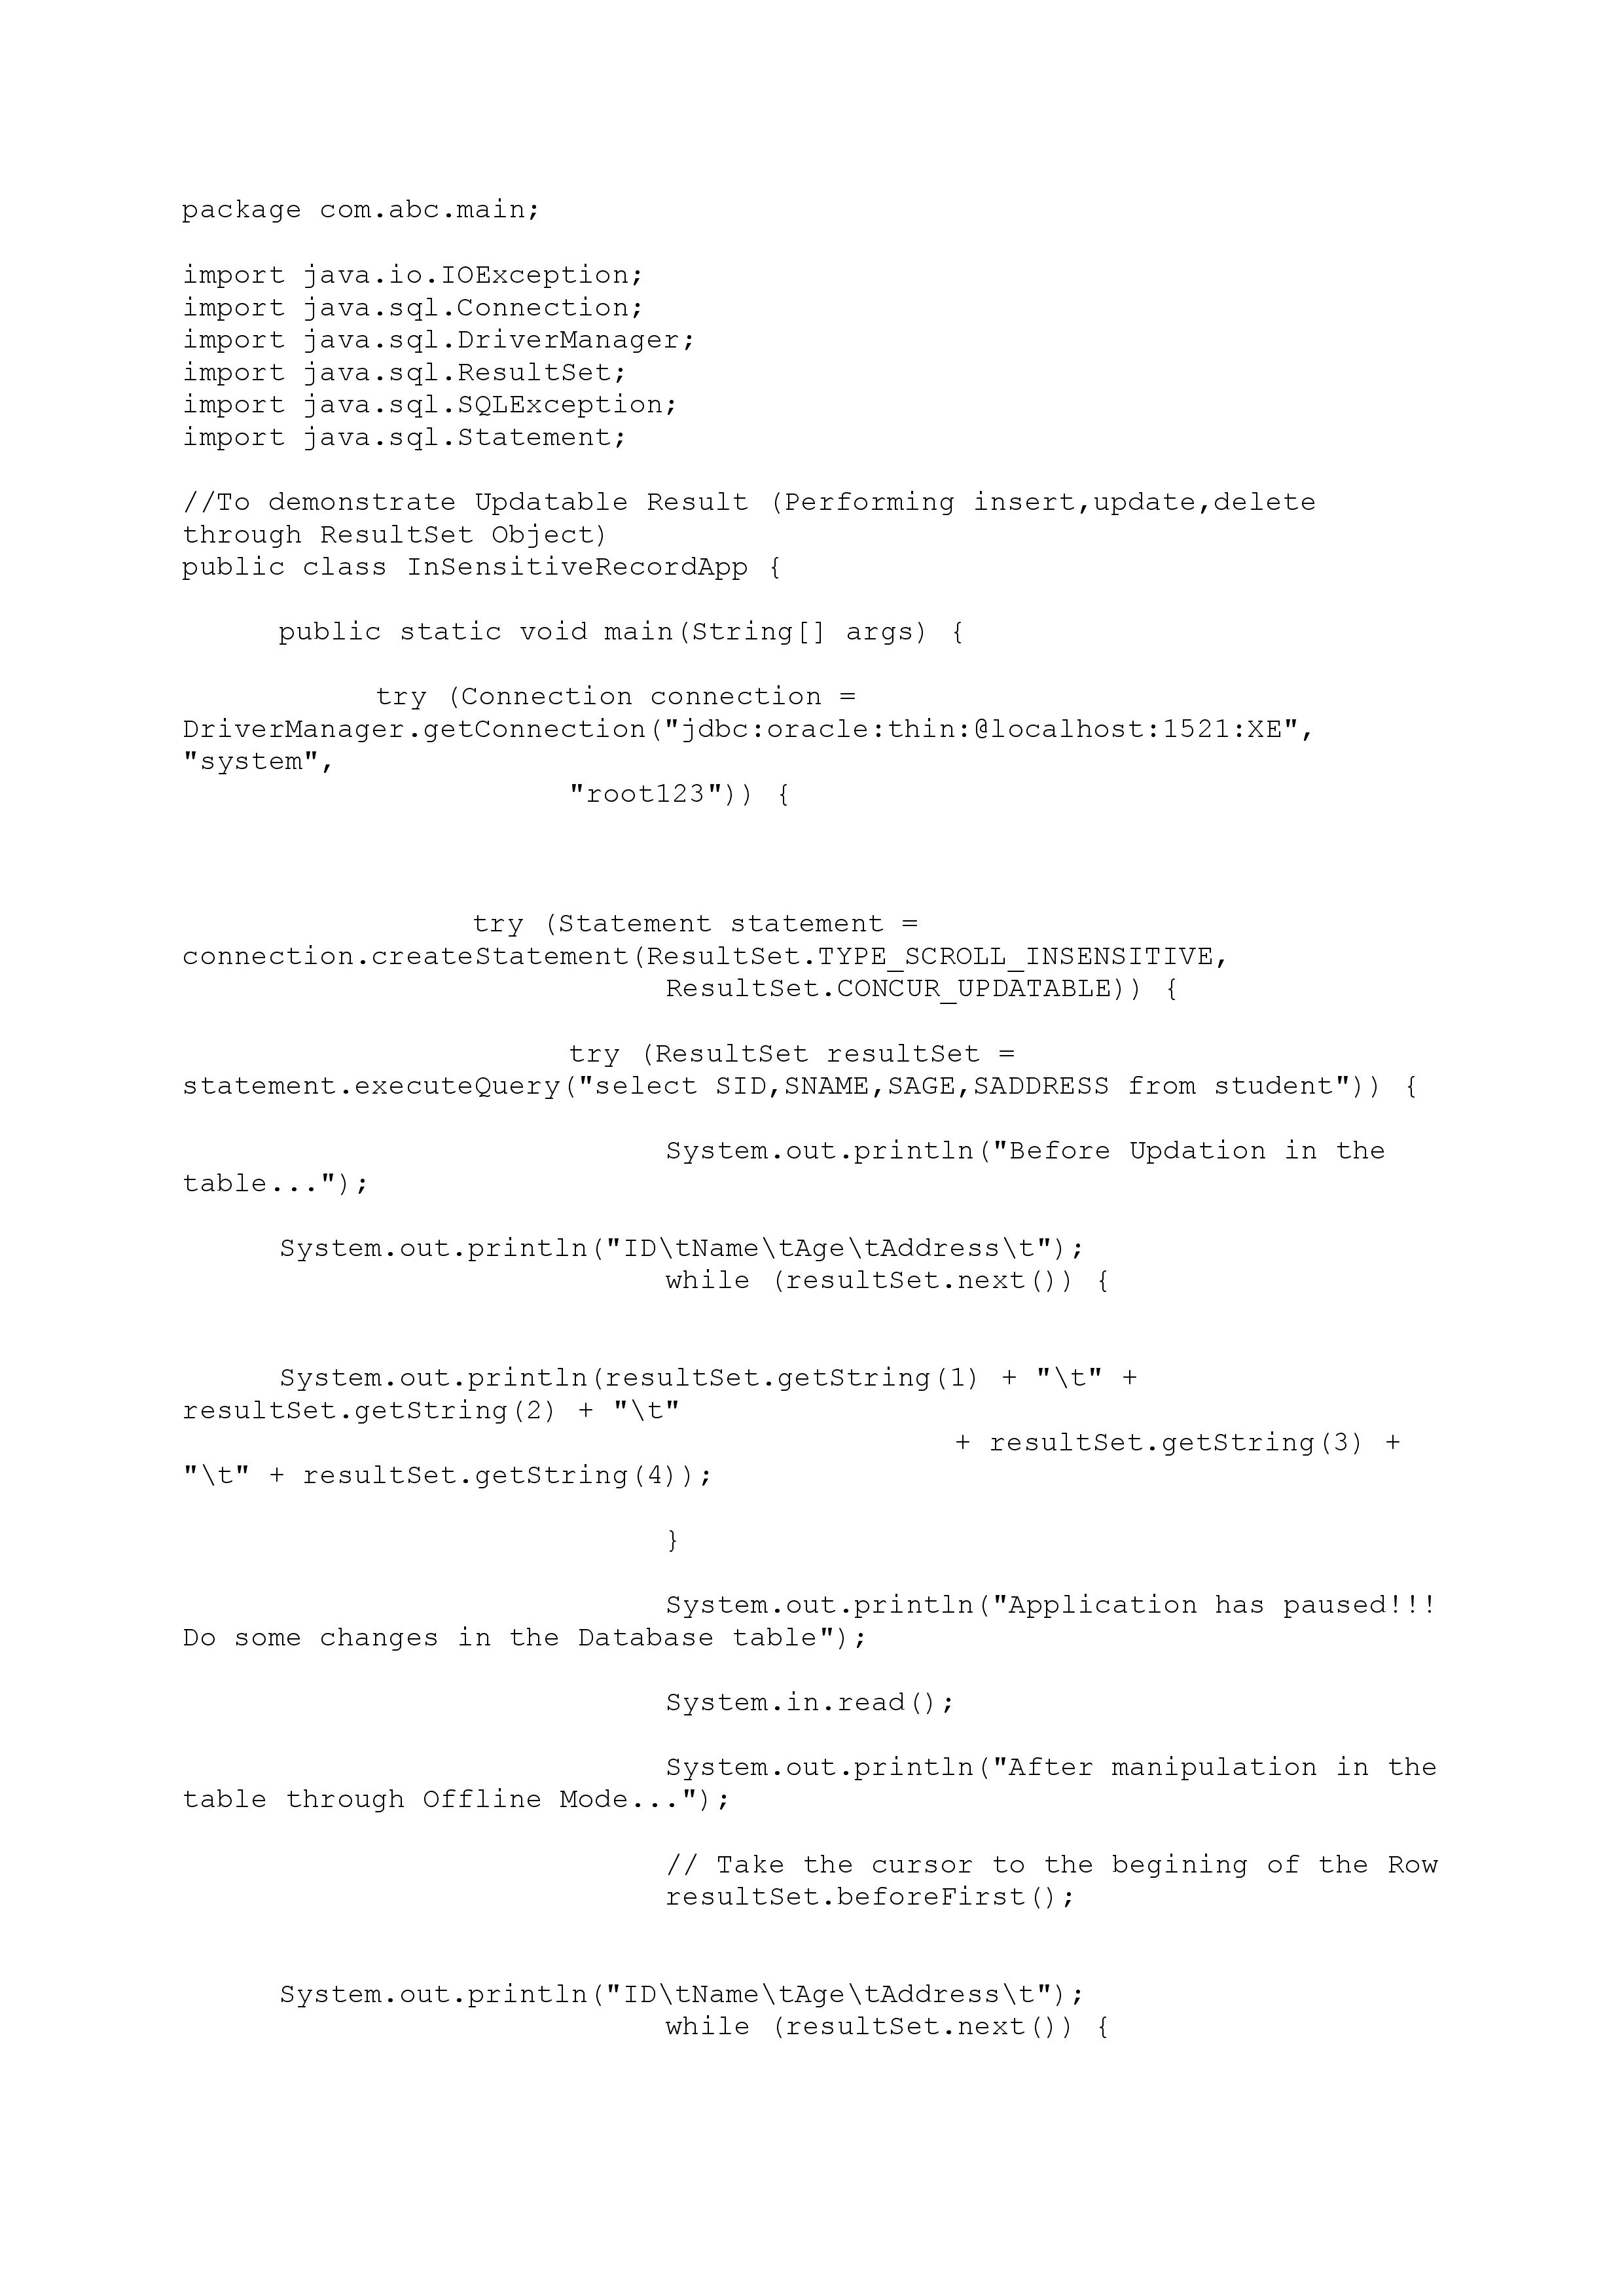 package com.abc.main;
import java.io.IOException;
import java.sql.Connection;
import java.sql.DriverManager;
import java.sql.ResultSet;
import java.sql.SQLException;
import java.sql.Statement;
//To demonstrate Updatable Result (Performing insert,update,delete
through ResultSet Object)
public class InSensitiveRecordApp {
public static void main(String[] args) {
try (Connection connection =
DriverManager.getConnection("jdbc:oracle:thin:@localhost:1521:XE",
"system",
"root123")) {
try (Statement statement =
connection.createStatement(ResultSet.TYPE_SCROLL_INSENSITIVE,
ResultSet.CONCUR_UPDATABLE)) {
try (ResultSet resultSet =
statement.executeQuery("select SID,SNAME,SAGE,SADDRESS from student")) {
System.out.println("Before Updation in the
table...");
System.out.println("ID\tName\tAge\tAddress\t");
while (resultSet.next()) {
System.out.println(resultSet.getString(1) + "\t" +
resultSet.getString(2) + "\t"
+ resultSet.getString(3) +
"\t" + resultSet.getString(4));
}
System.out.println("Application has paused!!!
Do some changes in the Database table");
System.in.read();
System.out.println("After manipulation in the
table through Offline Mode...");
// Take the cursor to the begining of the Row
resultSet.beforeFirst();
System.out.println("ID\tName\tAge\tAddress\t");
while (resultSet.next()) {